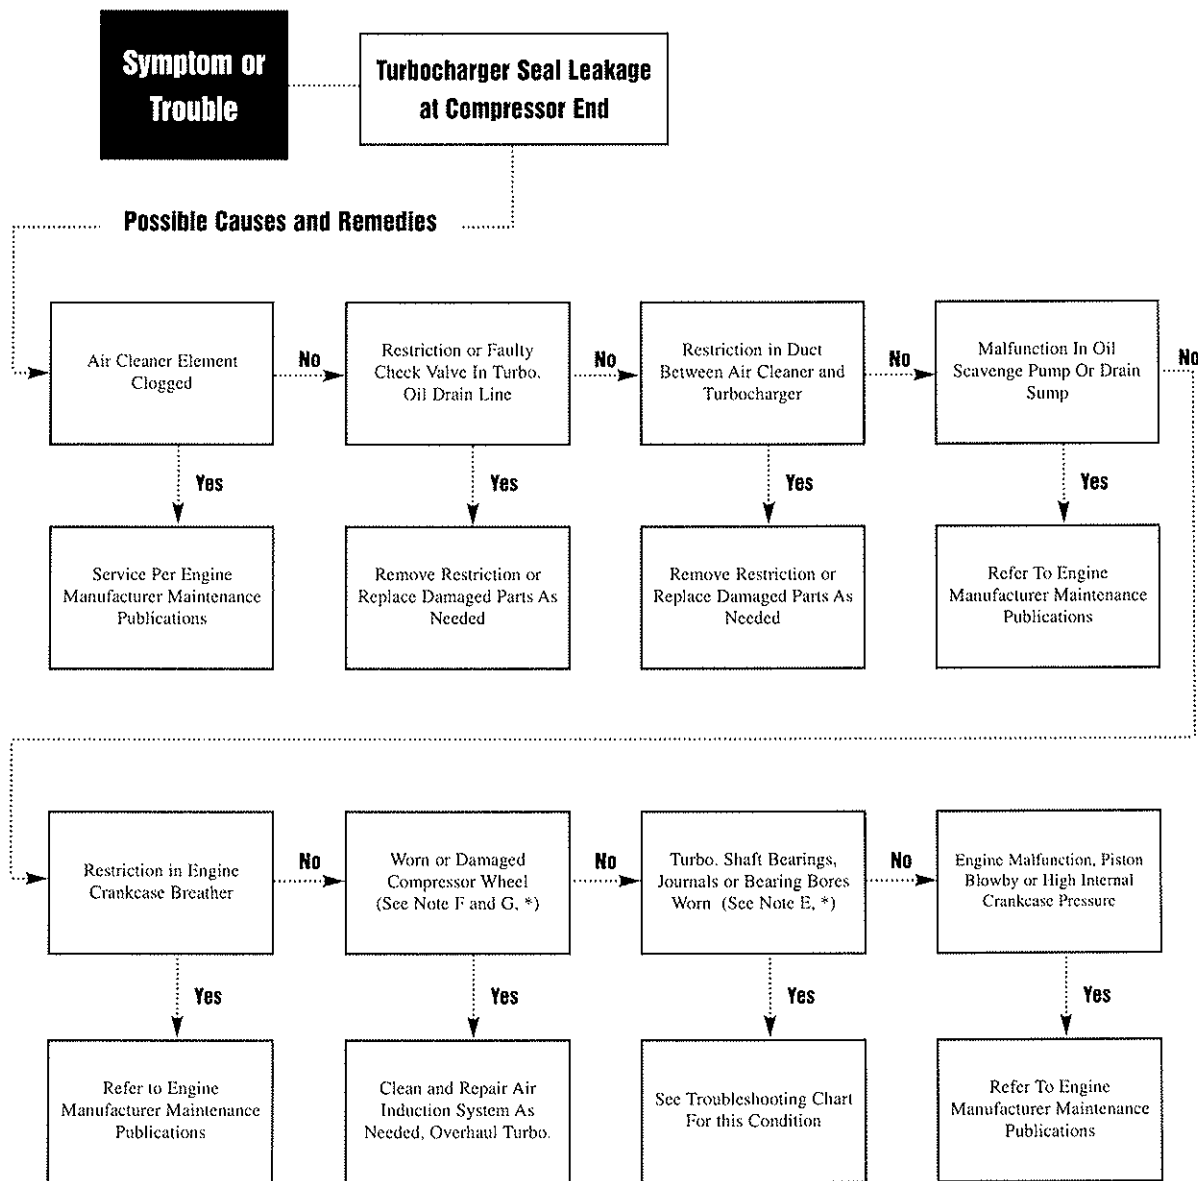 Symptom or
Trouble
Turbocharger Seal Leakage
at Compressor End
Possible Causes and Remedies
Air Cleaner Element
Clogged
No
Restriction or Faulty
Check Valve In Turbo.
Oil Drain Line
No
Restriction in Duct
Between Air Cleaner and
Turbocharger
No
Malfunction In Oil
Scavenge Pump Or Drain
Sump
No
Yes
Yes
Yes
Yes
Service Per Engine
Manufacturer Maintenance
Publications
Remove Restriction or
Replace Damaged Parts As
Needed
Remove Restriction or
Replace Damaged Parts As
Needed
Refer To Engine
Manufacturer Maintenance
Publications
Restriction in Engine
Crankcase Breather
No
Worn or Damaged
Compressor Wheel
(See Note F and G, *)
No
Turbo. Shaft Bearings,
Journals or Bearing Bores
Worn (See Note E, *)
No
Engine Malfunction, Piston
Blowby or High Internal
Crankcase Pressure
Yes
Yes
Yes
Yes
Refer to Engine
Manufacturer Maintenance
Publications
Clean and Repair Air
Induction System As
Needed, Overhaul Turbo.
See Troubleshooting Chart
For this Condition
Refer To Engine
Manufacturer Maintenance
Publications